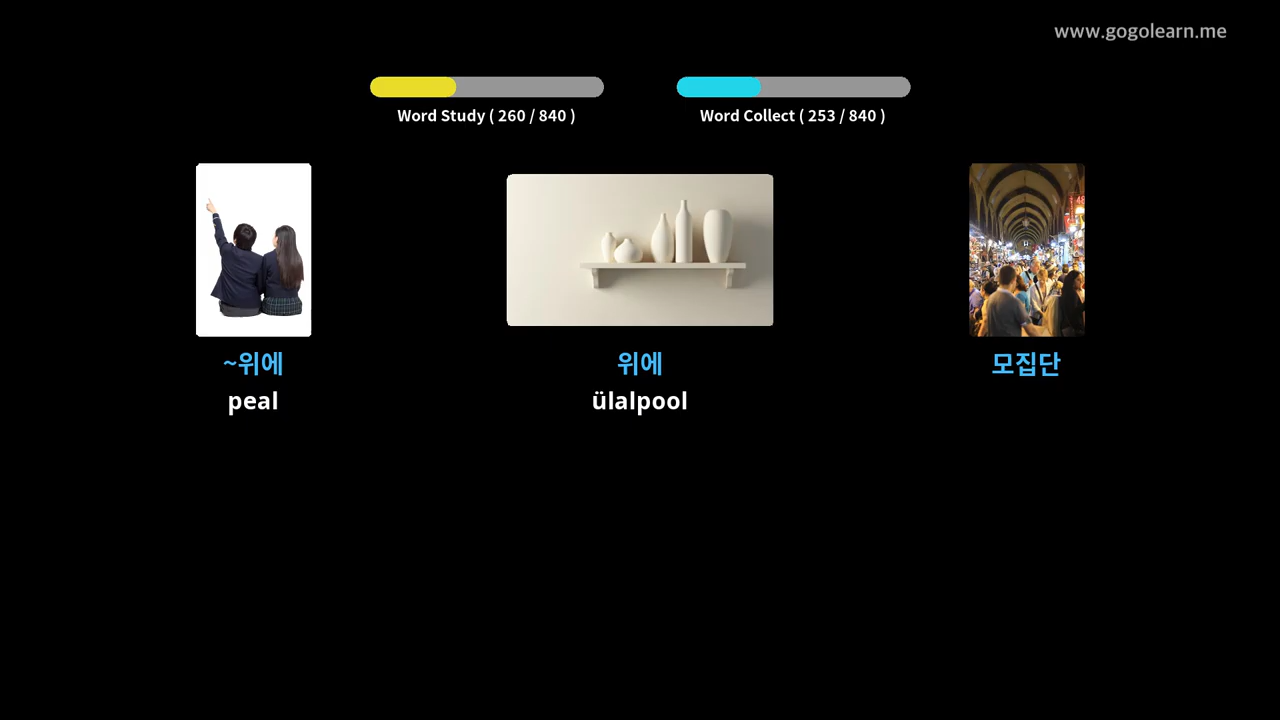 www.gogolearn.me
Word Study ( 260 / 840 )
Word Collect ( 253 / 840 )
~위에
peal
위에
ülalpool
모집단